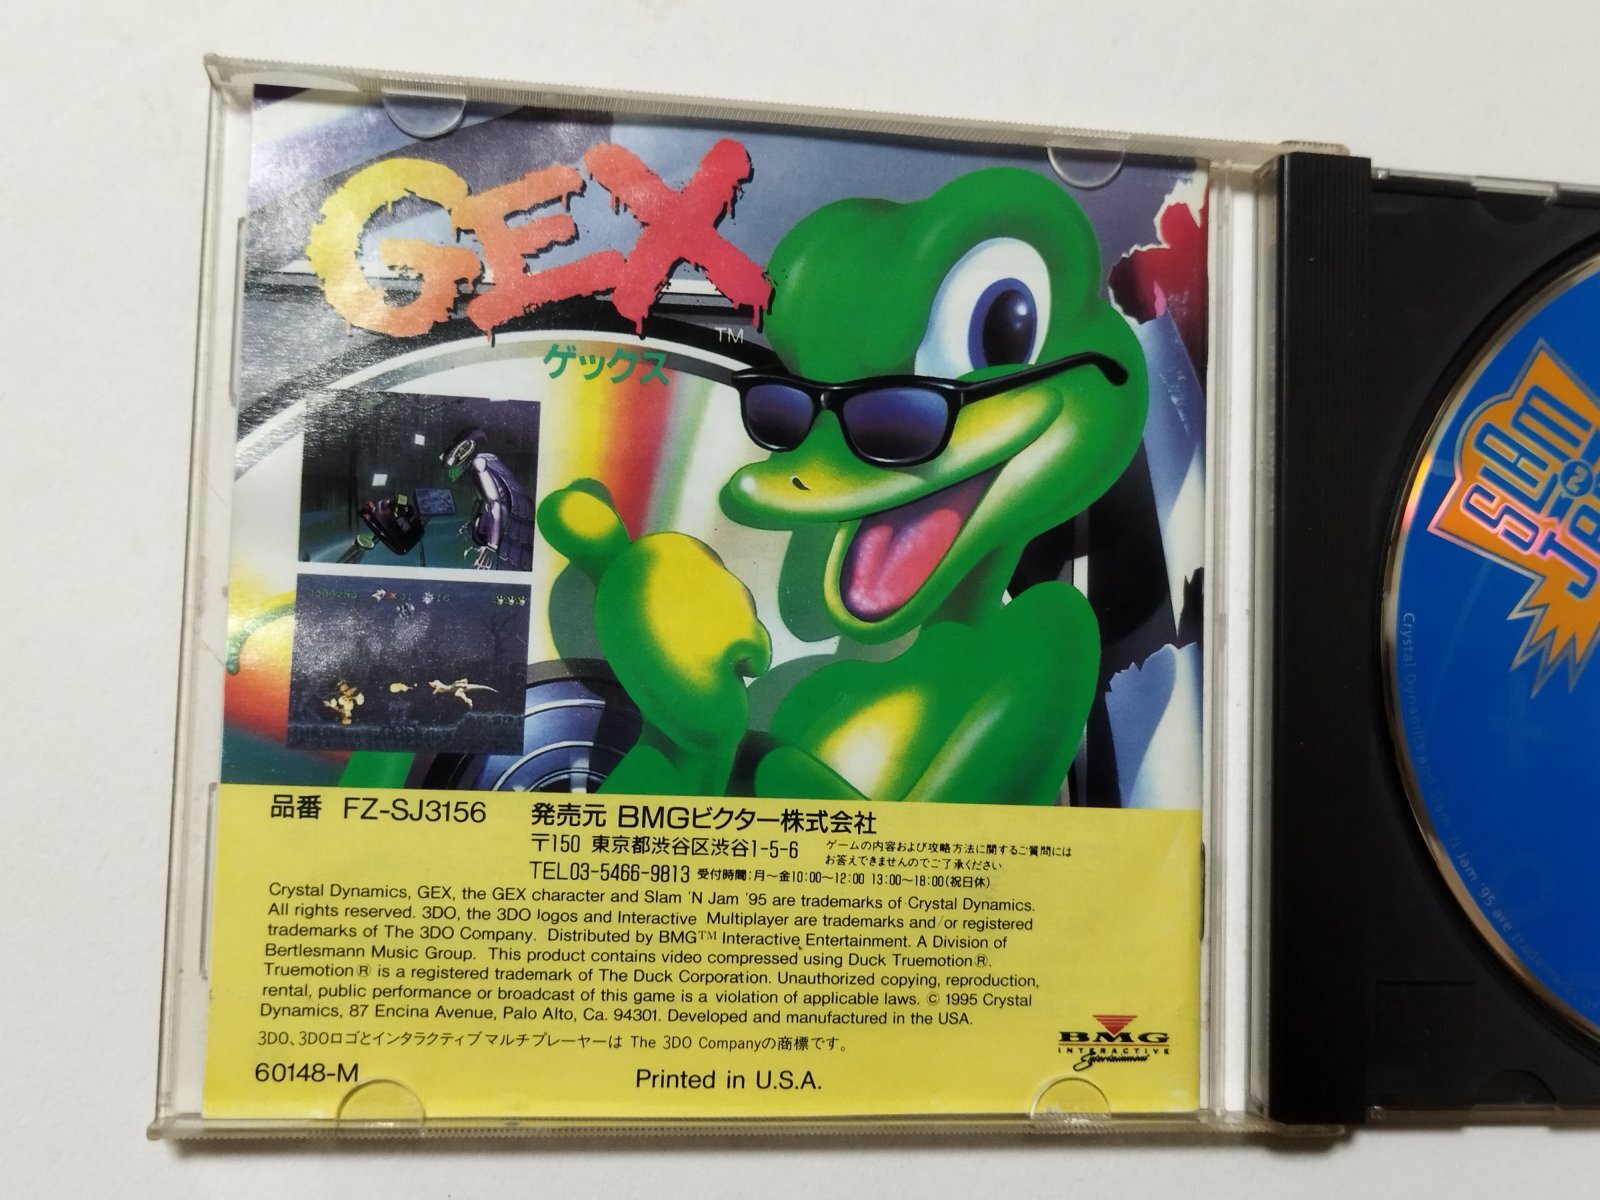 GEX
TM
ゲックス
品番 FZ-SJ3156
発売元 BMGビクター株式会社
〒150 東京都渋谷区渋谷1-5-6
ゲームの内容および攻略方法に関するご質問には
お答えできませんのでご了承ください
TEL03-5466-9813 受付時間:月〜金10:00〜12:00 13:00〜18:00(祝日休)
Crystal Dynamics, GEX, the GEX character and Slam 'N Jam '95 are trademarks of Crystal Dynamics.
All rights reserved. 3DO, the 3DO logos and Interactive Multiplayer are trademarks and/or registered
trademarks of The 3DO Company. Distributed by BMG™ Interactive Entertainment. A Division of
Bertlesmann Music Group. This product contains video compressed using Duck Truemotion®.
Truemotion® is a registered trademark of The Duck Corporation. Unauthorized copying, reproduction,
rental, public performance or broadcast of this game is a violation of applicable laws. © 1995 Crystal
Dynamics, 87 Encina Avenue, Palo Alto, Ca. 94301. Developed and manufactured in the USA.
3DO、3DOロゴとインタラクティブマルチプレーヤーは The 3DO Companyの商標です。
60148-M
Printed in U.S.A.
BMG
INTERACTIVE
Entertainment
SLAM
Crystal Dynamics and Slam 'N Jam '95 are trademarks of